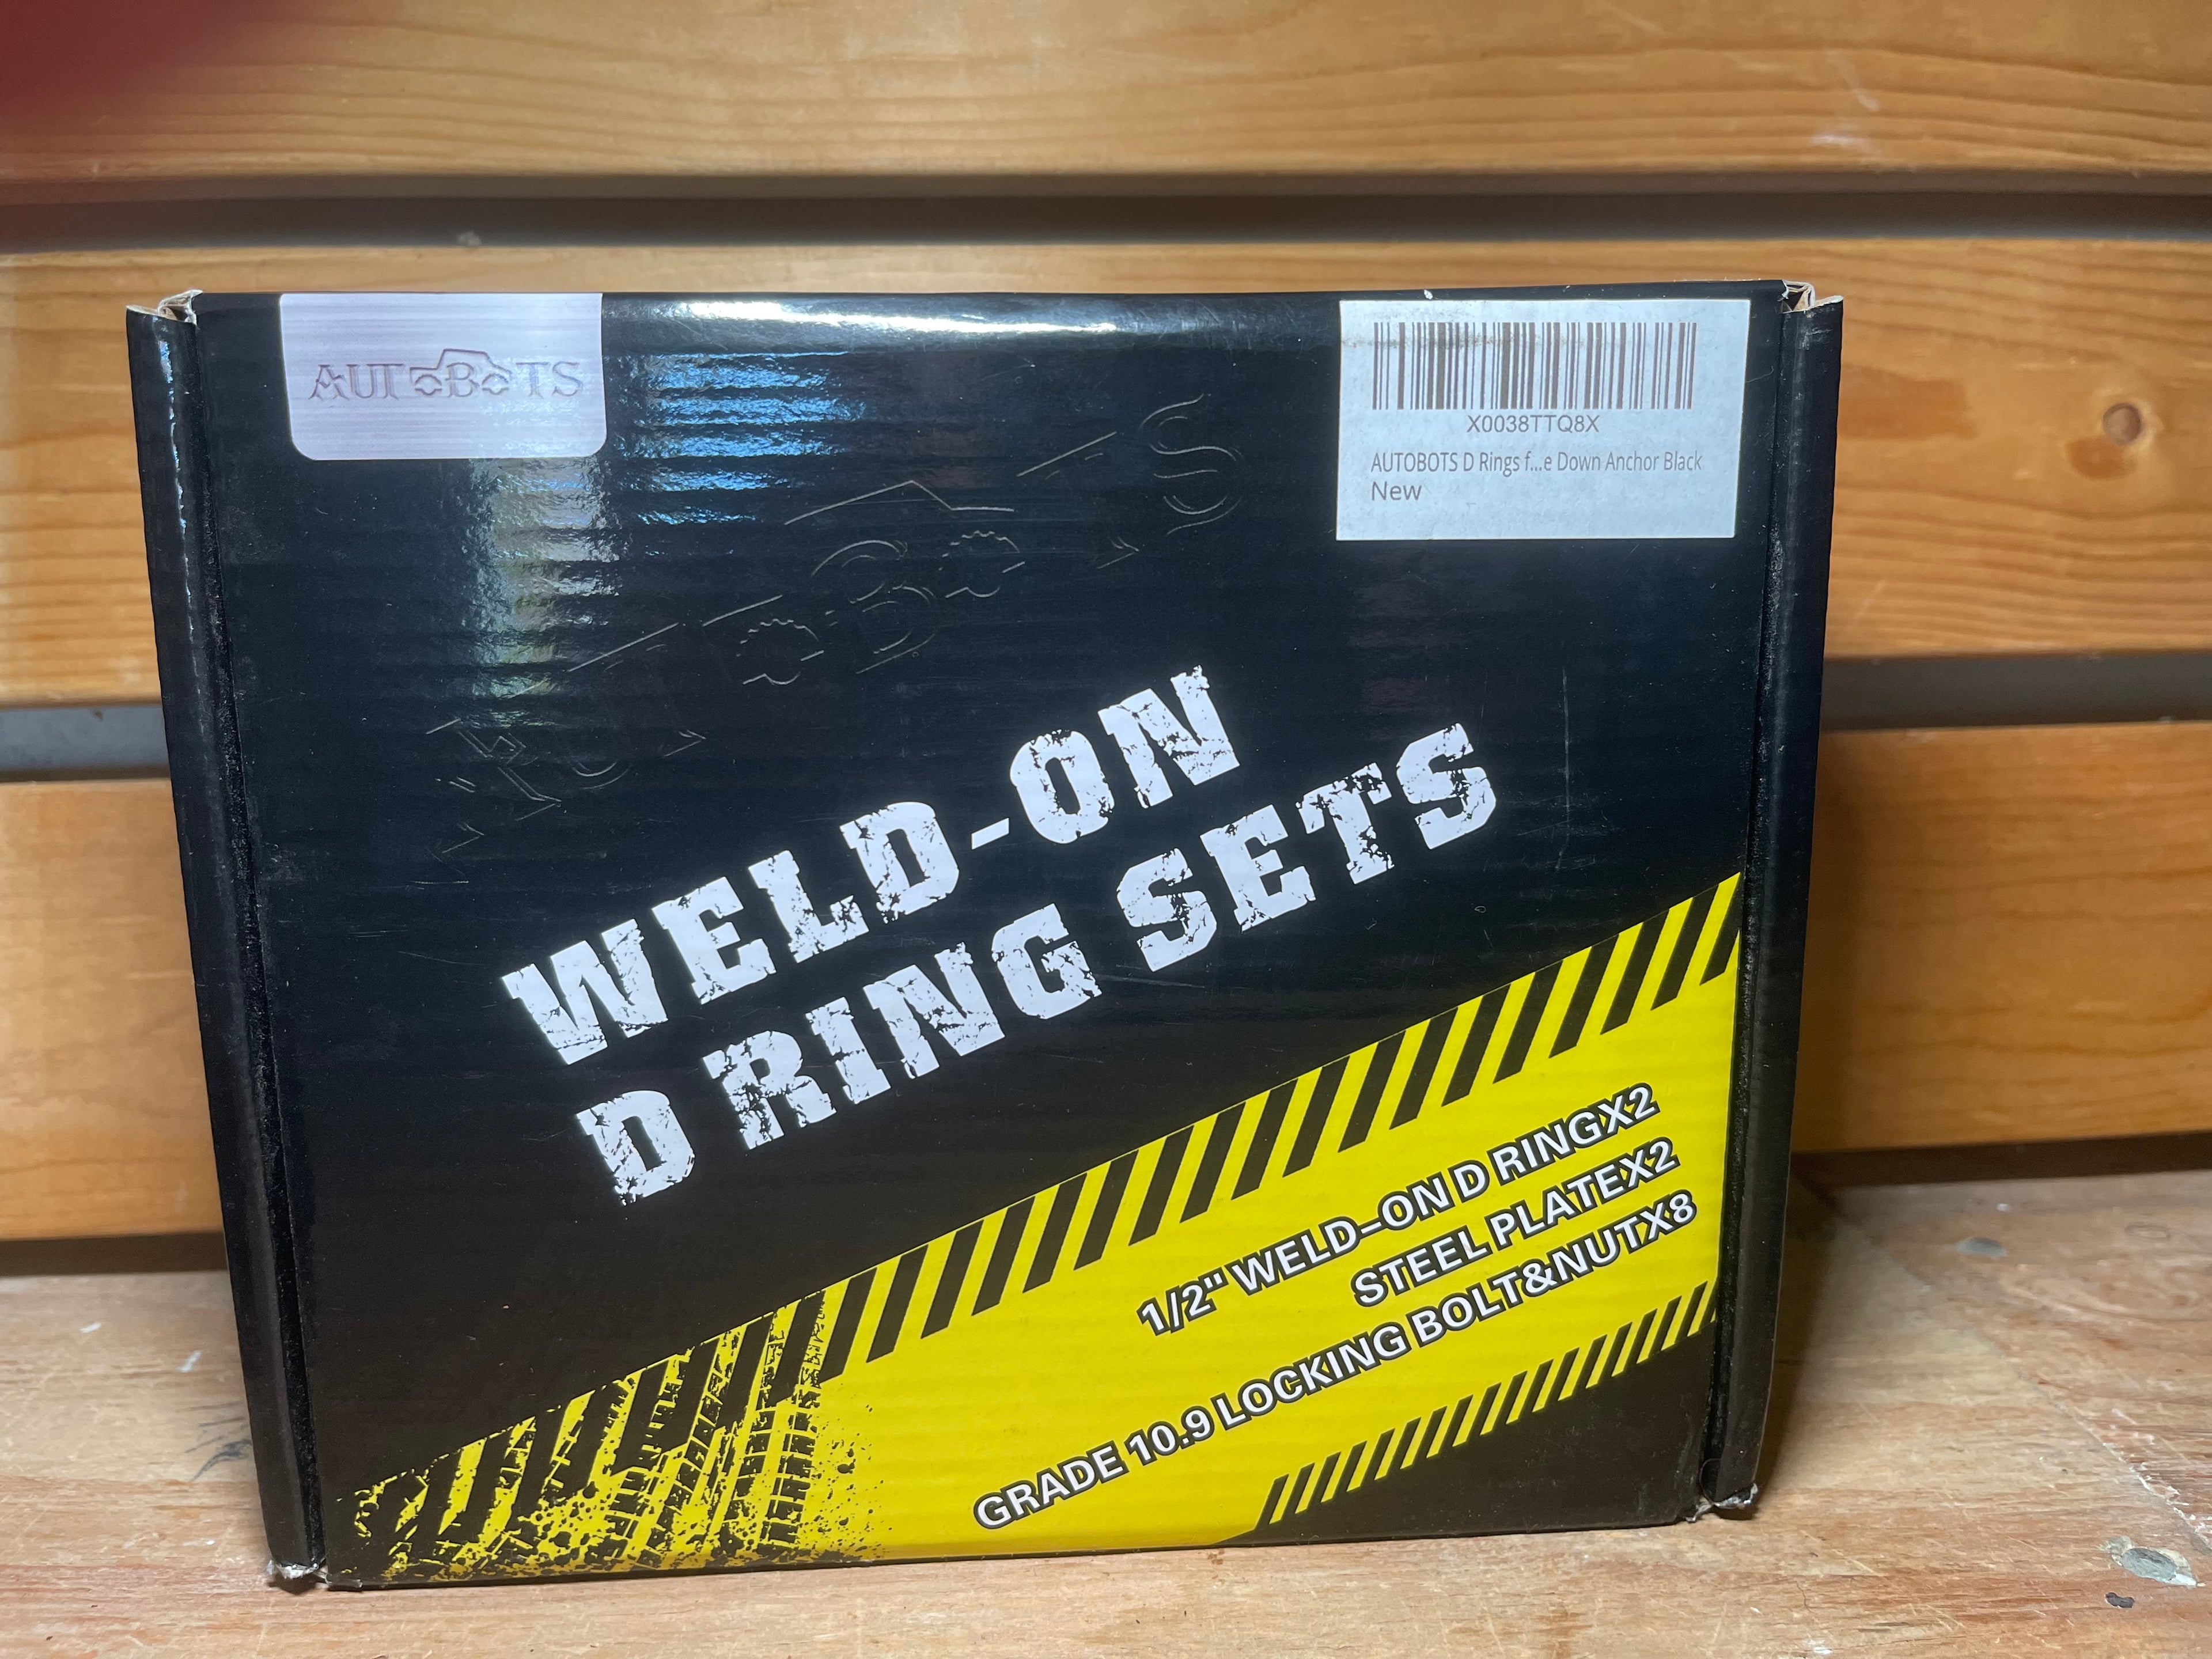 AUTOBOTS
X0038TTQ8X
AUTOBOTS D Rings f...e Down Anchor Black
New
AUTOBOTS
WELD-ON
D RING SETS
1/2" WELD-ON D RINGX2
STEEL PLATEX2
GRADE 10.9 LOCKING BOLT&NUTX8